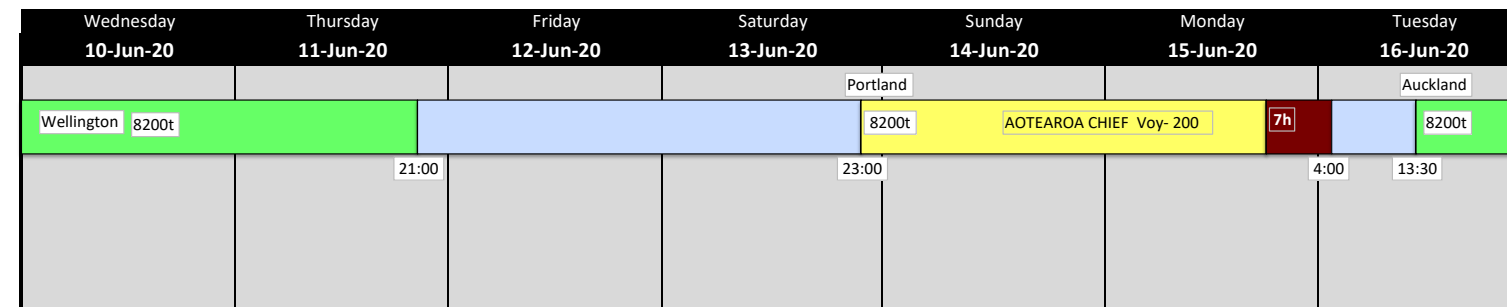 Wednesday Thursday Friday Saturday Sunday Monday Tuesday
10-Jun-20 11-Jun-20 12-Jun-20 13-Jun-20 14-Jun-20 15-Jun-20 16-Jun-20
Portland Auckland
Wellington 8200t 8200t AOTEAROA CHIEF Voy- 200 7h 8200t
21:00 23:00 4:00 13:30